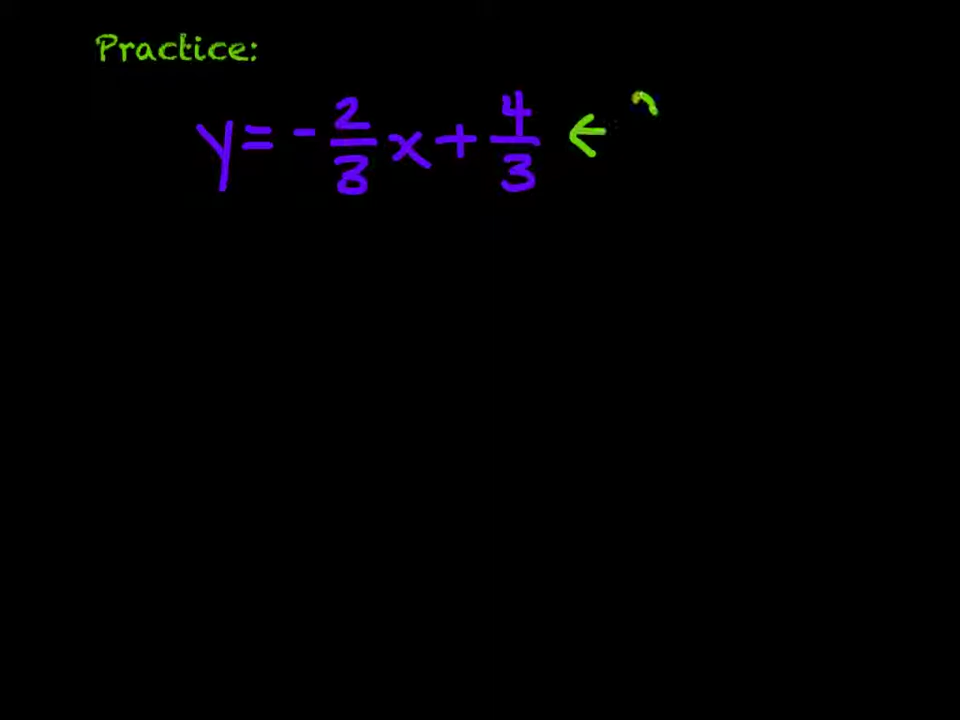 Practice:
y = - 2/3 x + 4/3 ←